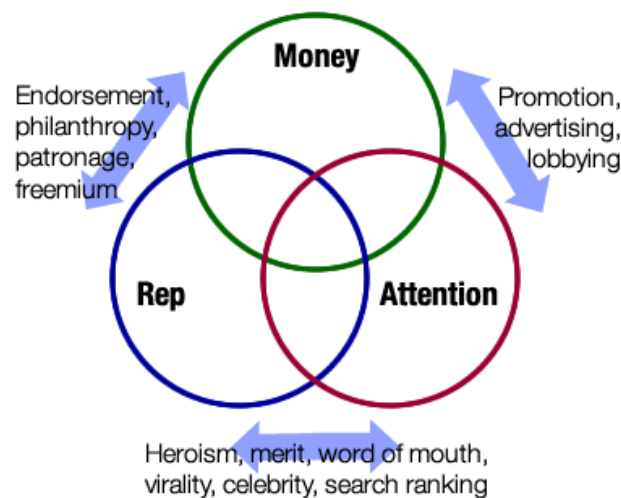 Money
Endorsement,
philanthropy,
patronage,
freemium
Promotion,
advertising,
lobbying
Rep
Attention
Heroism, merit, word of mouth,
virality, celebrity, search ranking